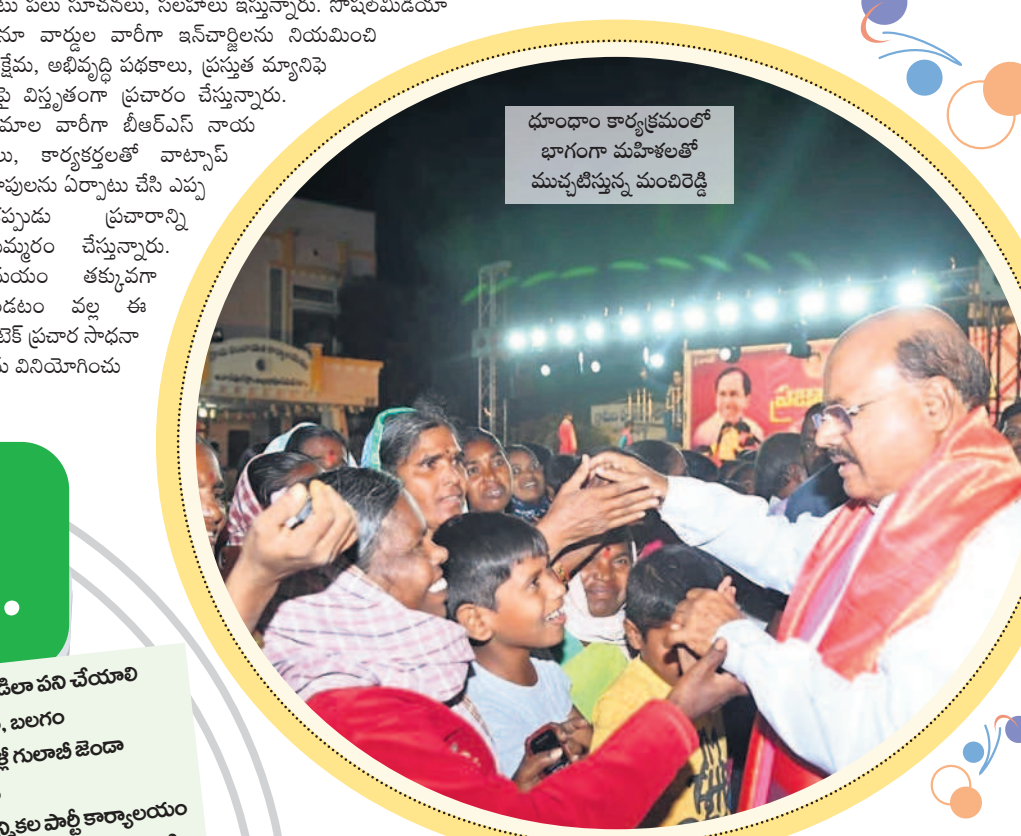 టు పలు సూచనలు, సలహాలు ఇస్తున్నారు. సోషల్‌మీడియా
నూ వార్డుల వారీగా ఇన్‌చార్జిలను నియమించి
క్షేమ, అభివృద్ధి పథకాలు, ప్రస్తుత మ్యానిఫె
పై విస్తృతంగా ప్రచారం చేస్తున్నారు.
మాల వారీగా బీఆర్ఎస్ నాయ
లు, కార్యకర్తలతో వాట్సాప్
పులను ఏర్పాటు చేసి ఎప్ప
ప్పుడు ప్రచారాన్ని
మ్మరం చేస్తున్నారు.
మయం తక్కువగా
డటం వల్ల ఈ
టెక్ ప్రచార సాధనా
వినియోగించు
ధూంధాం కార్యక్రమంలో
భాగంగా మహిళలతో
ముచ్చటిస్తున్న మంచిరెడ్డి
డిలా పని చేయాలి
, బలగం
గులాబీ జెండా
న్నికల పార్టీ కార్యాలయం